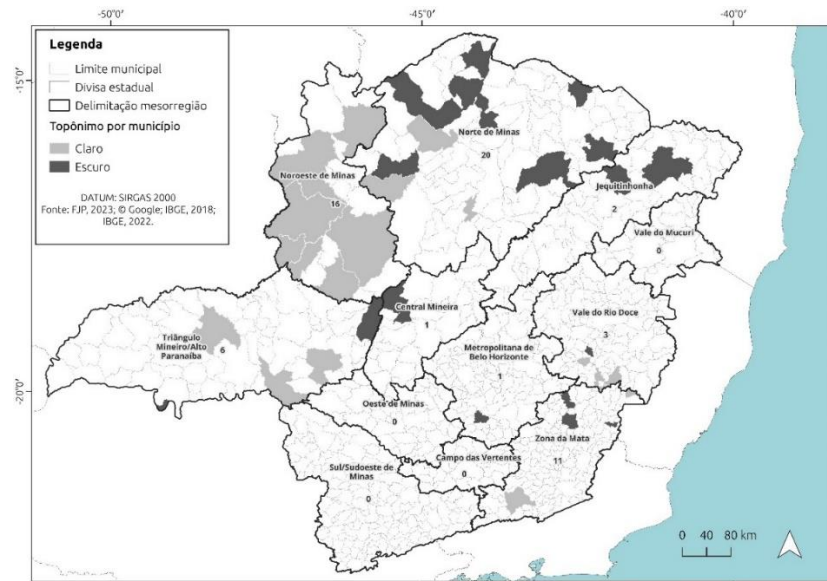 -50°0'
-45°0'
-40°0'
-15°0'
-20°0'
Legenda
Limite municipal
Divisa estadual
Delimitação mesorregião
Topônimo por município
Claro
Escuro
DATUM: SIRGAS 2000
Fonte: FJP, 2023; © Google; IBGE, 2018;
IBGE, 2022.
Norte de Minas
20
Noroeste de Minas
16
Jequitinhonha
2
Vale do Mucuri
0
Central Mineira
1
Vale do Rio Doce
3
Triângulo
Mineiro/Alto
Paranaíba
6
Metropolitana de
Belo Horizonte
1
Oeste de Minas
0
Zona da Mata
11
Campo das Vertentes
0
Sul/Sudoeste de
Minas
0
0 40 80 km